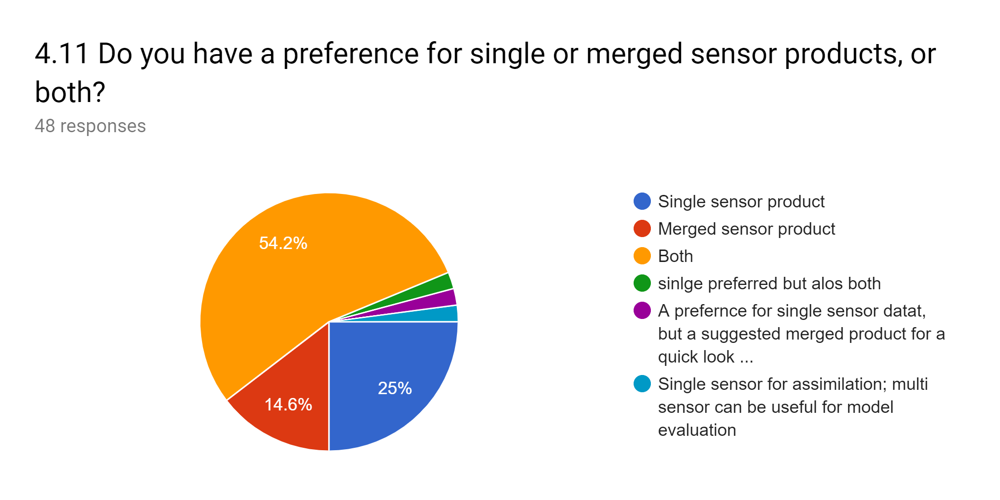 4.11 Do you have a preference for single or merged sensor products, or
both?
48 responses
54.2%
25%
14.6%
Single sensor product
Merged sensor product
Both
sinlge preferred but alos both
A prefernce for single sensor datat,
but a suggested merged product for a
quick look ...
Single sensor for assimilation; multi
sensor can be useful for model
evaluation